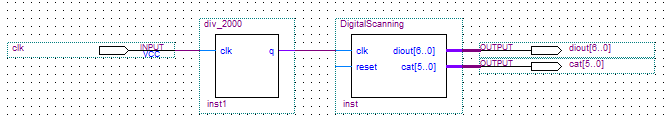 div_2000
DigitalScanning
clk
INPUT
VCC
clk
q
clk
diout[6..0]
OUTPUT
diout[6..0]
reset
cat[5..0]
OUTPUT
cat[5..0]
inst1
inst